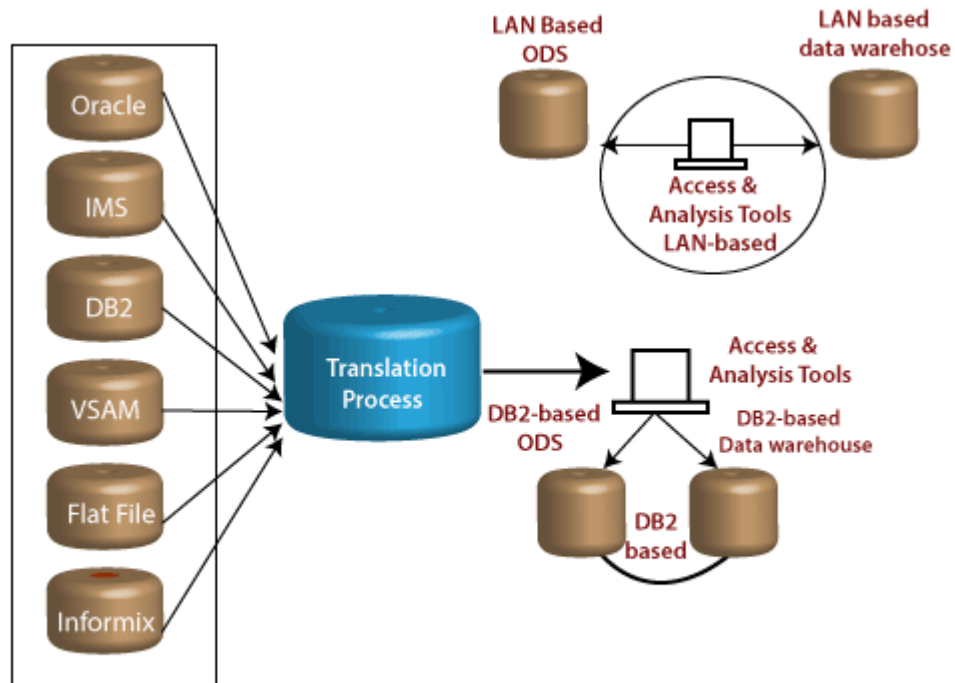 Oracle
IMS
DB2
VSAM
Flat File
Informix
Translation
Process
LAN Based
ODS
LAN based
data warehose
Access &
Analysis Tools
LAN-based
Access &
Analysis Tools
DB2-based
ODS
DB2-based
Data warehouse
DB2
based